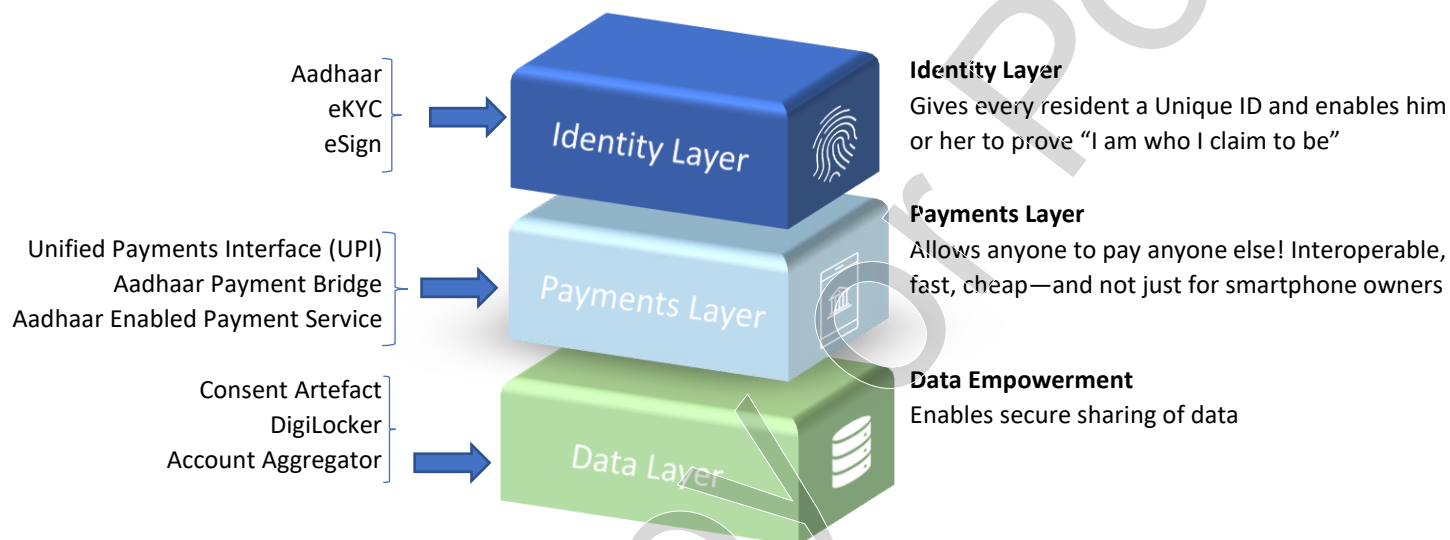 Aadhaar
eKYC
eSign
Identity Layer
Identity Layer
Gives every resident a Unique ID and enables him
or her to prove “I am who I claim to be”
Unified Payments Interface (UPI)
Aadhaar Payment Bridge
Aadhaar Enabled Payment Service
Payments Layer
Payments Layer
Allows anyone to pay anyone else! Interoperable,
fast, cheap—and not just for smartphone owners
Consent Artefact
DigiLocker
Account Aggregator
Data Layer
Data Empowerment
Enables secure sharing of data